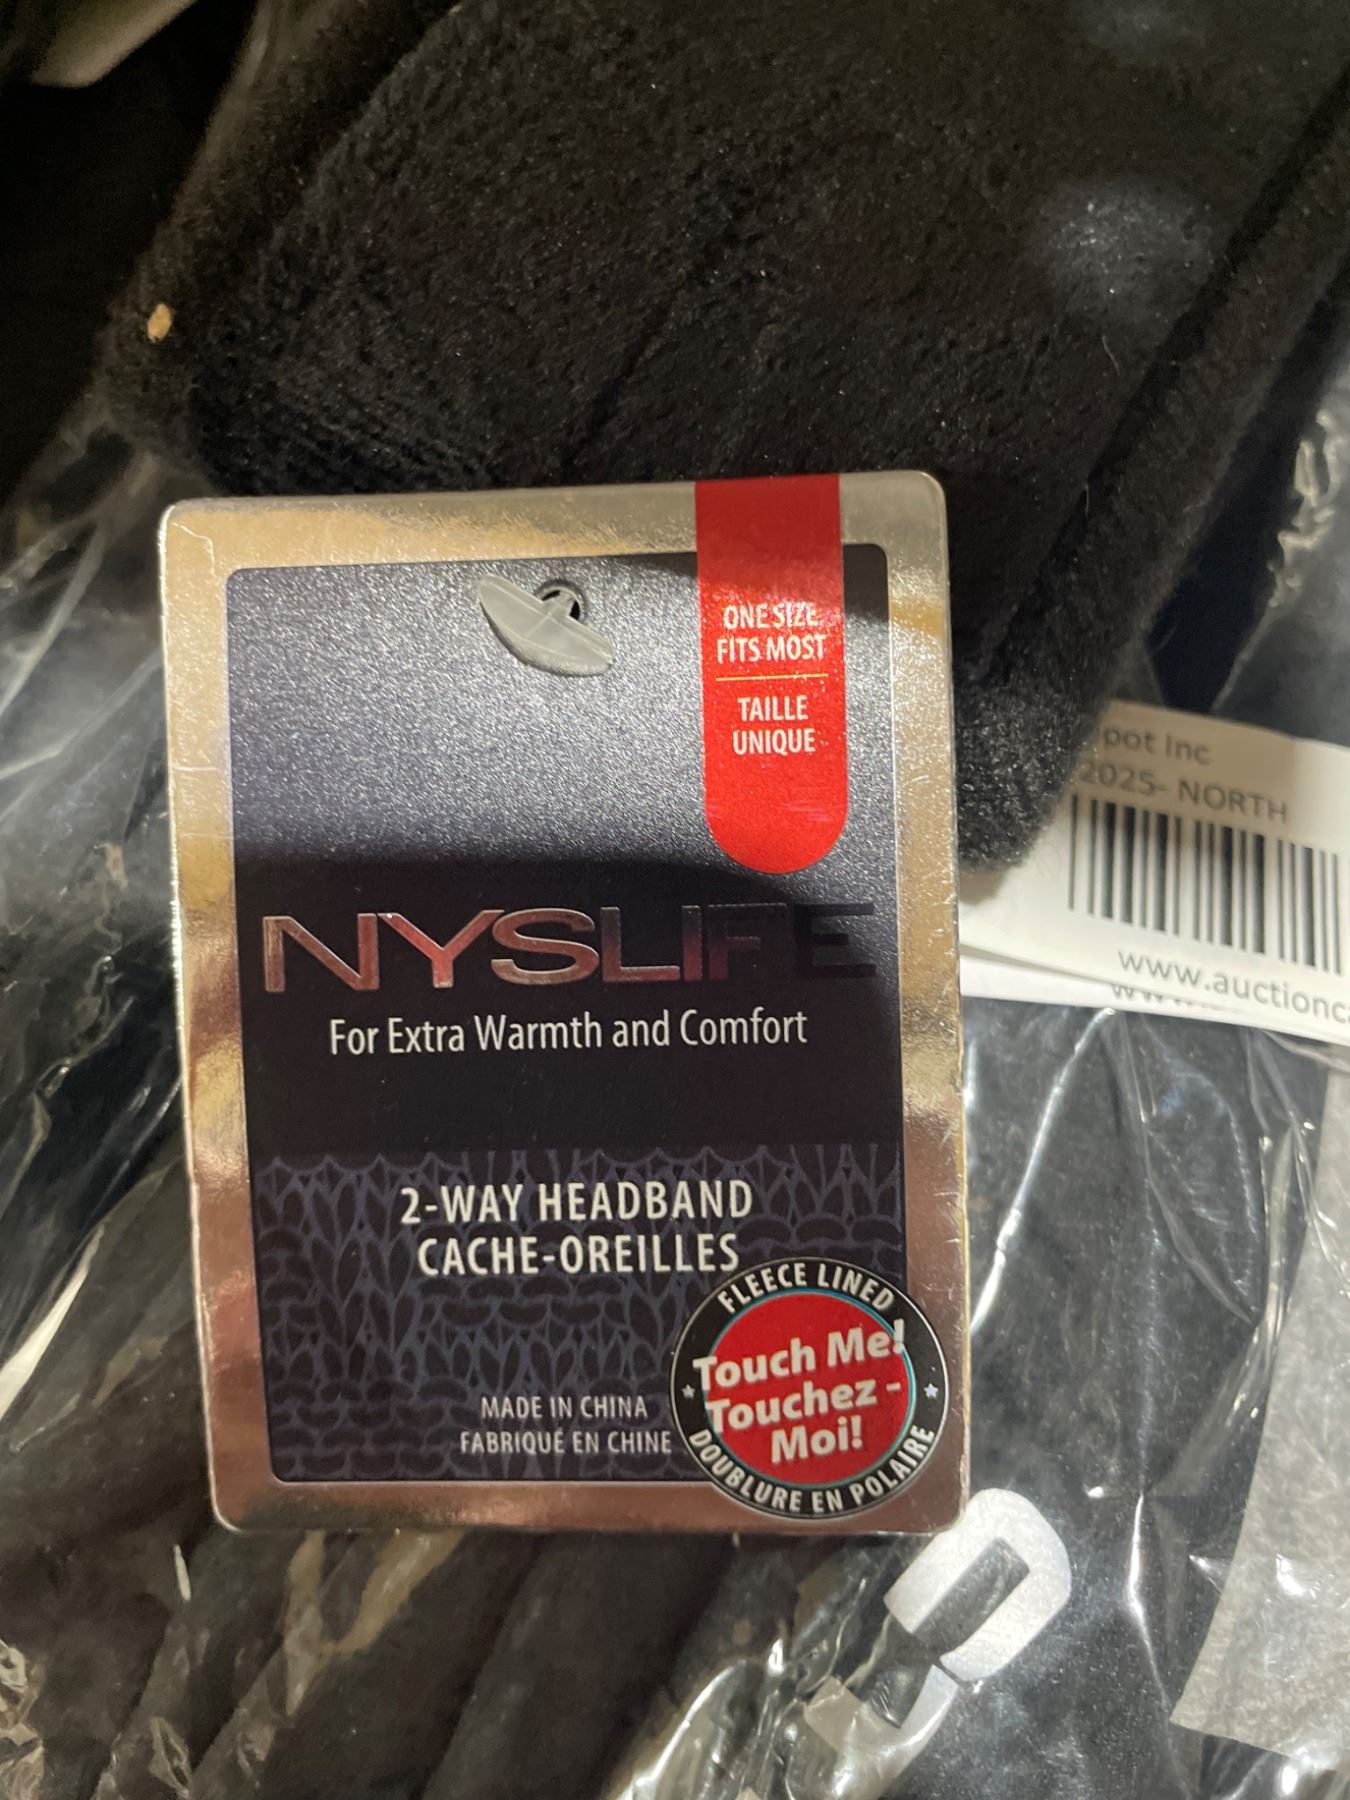 ONE SIZE
FITS MOST
TAILLE
UNIQUE
NYSLIFE
For Extra Warmth and Comfort
2-WAY HEADBAND
CACHE-OREILLES
FLEECE LINED
Touch Me!
Touchez -
Moi!
DOUBLURE EN POLAIRE
MADE IN CHINA
FABRIQUÉ EN CHINE
pot Inc
2025- NORTH
www.auctionca